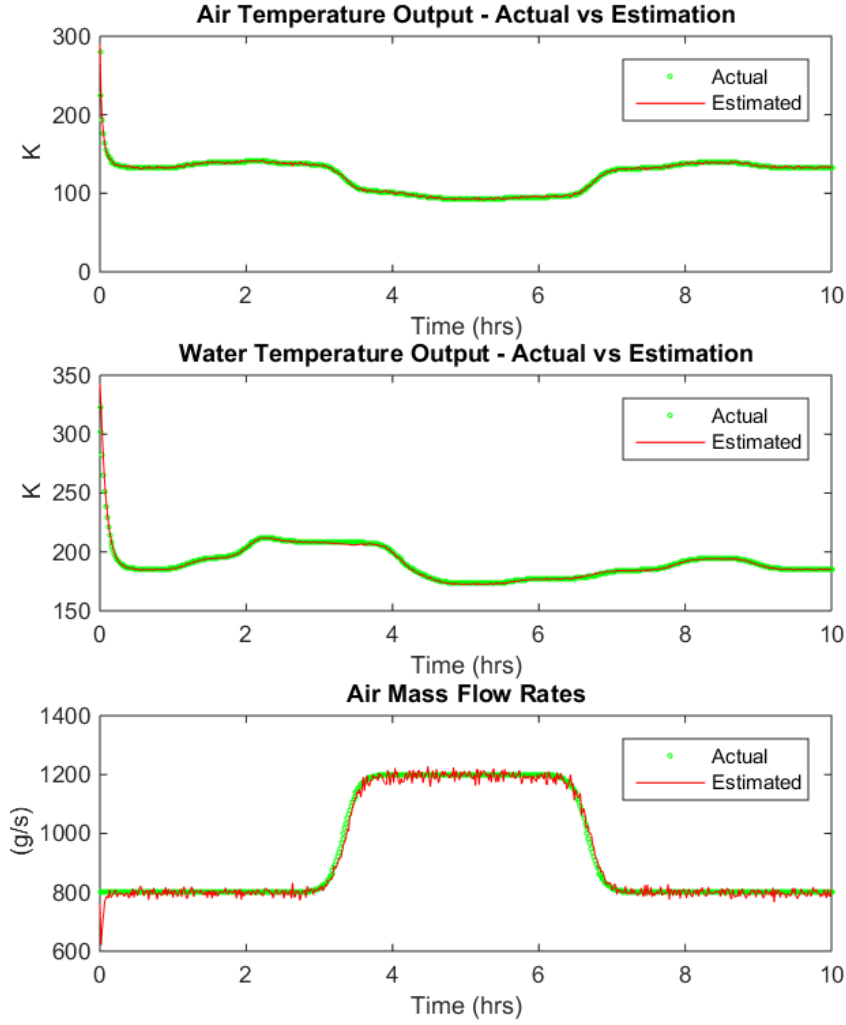 Air Temperature Output - Actual vs Estimation
300
200
100
0
K
Actual
Estimated
0 2 4 6 8 10
Time (hrs)
Water Temperature Output - Actual vs Estimation
350
300
250
200
150
K
Actual
Estimated
0 2 4 6 8 10
Time (hrs)
Air Mass Flow Rates
1400
1200
1000
800
600
(g/s)
Actual
Estimated
0 2 4 6 8 10
Time (hrs)